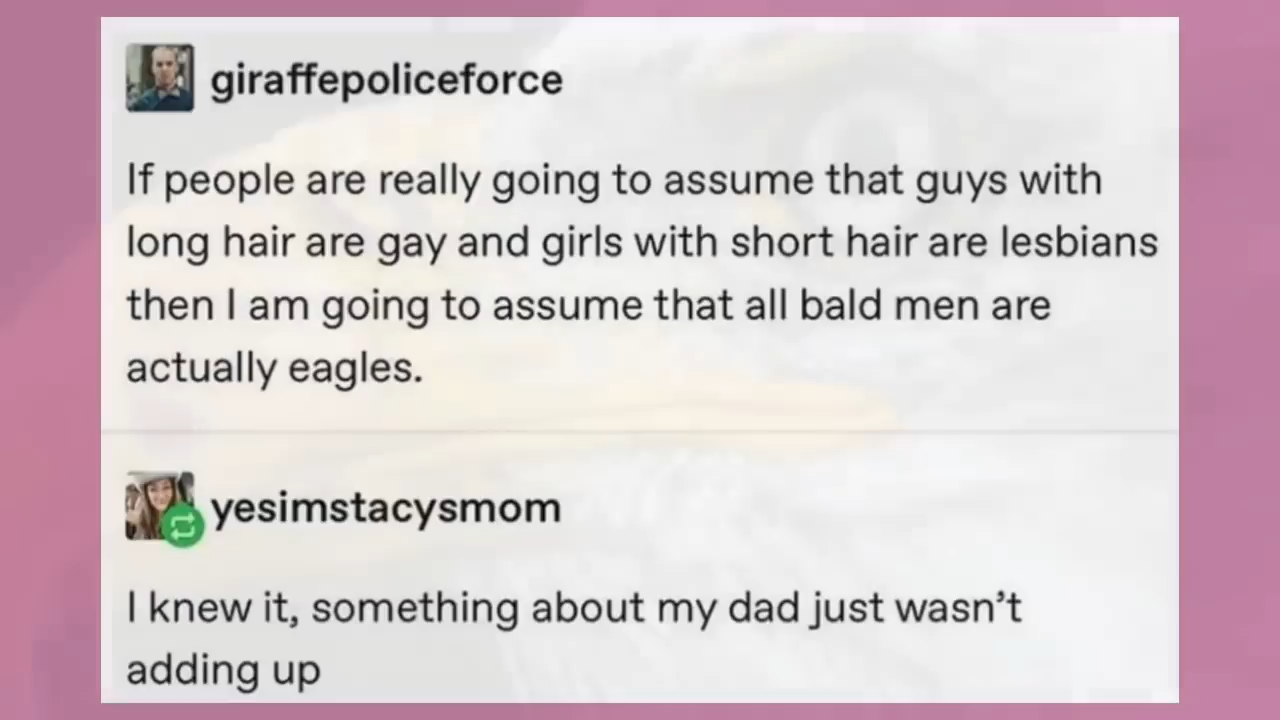 giraffepoliceforce
If people are really going to assume that guys with
long hair are gay and girls with short hair are lesbians
then I am going to assume that all bald men are
actually eagles.
yesimstacysmom
I knew it, something about my dad just wasn’t
adding up